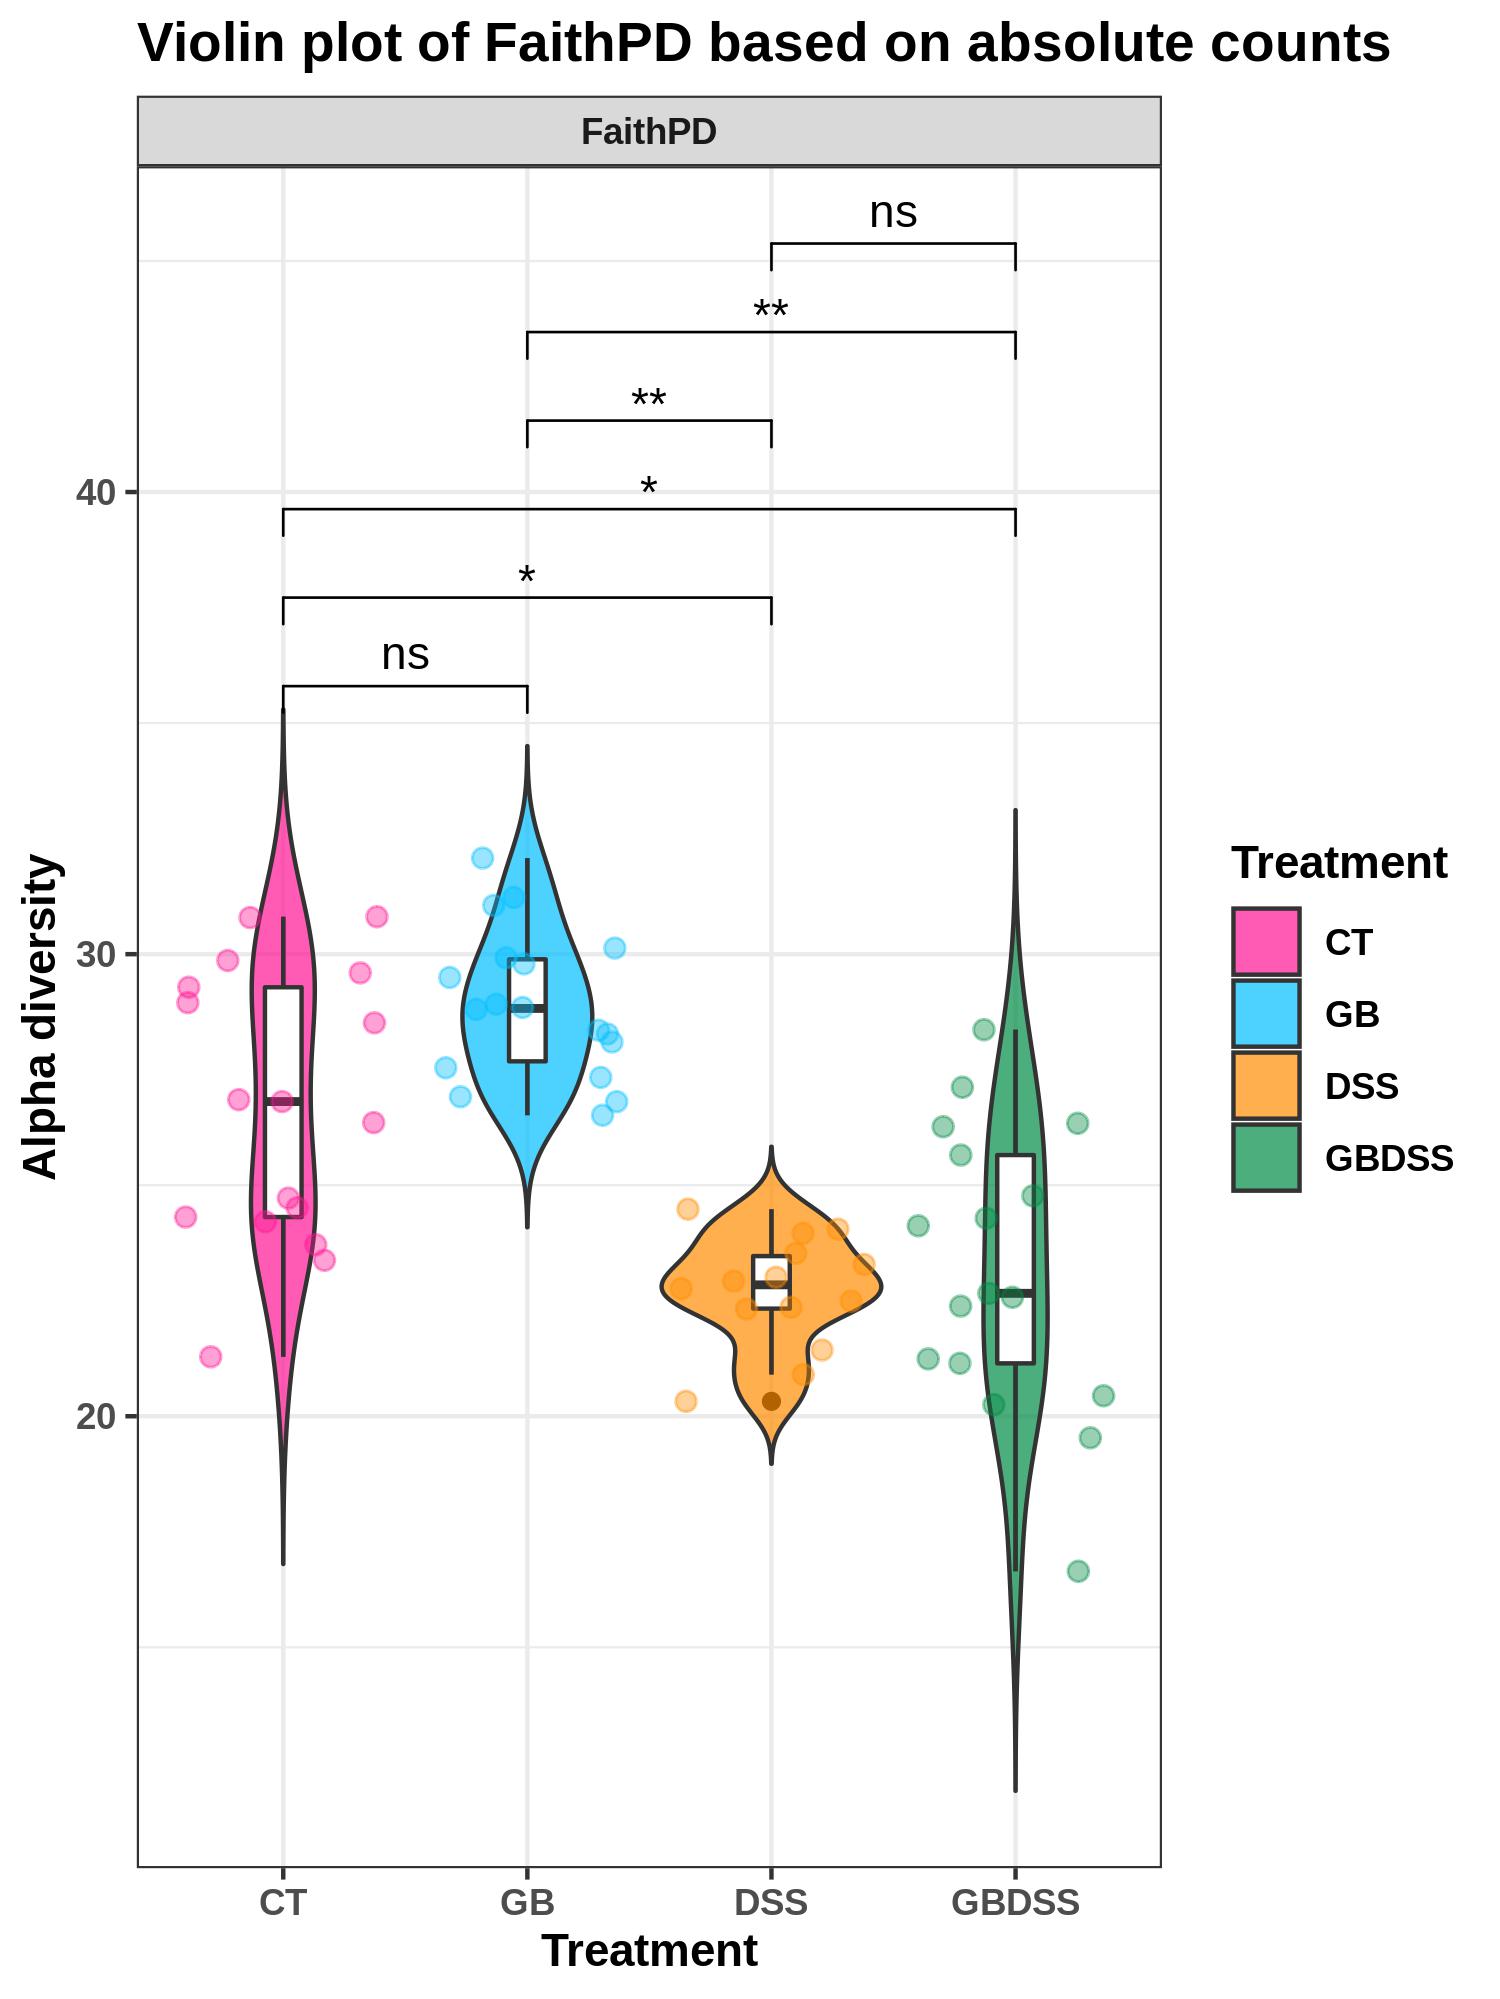 Violin plot of FaithPD based on absolute counts
FaithPD
ns
**
**
*
*
ns
40
30
20
Alpha diversity
CT
GB
DSS
GBDSS
Treatment
Treatment
CT
GB
DSS
GBDSS